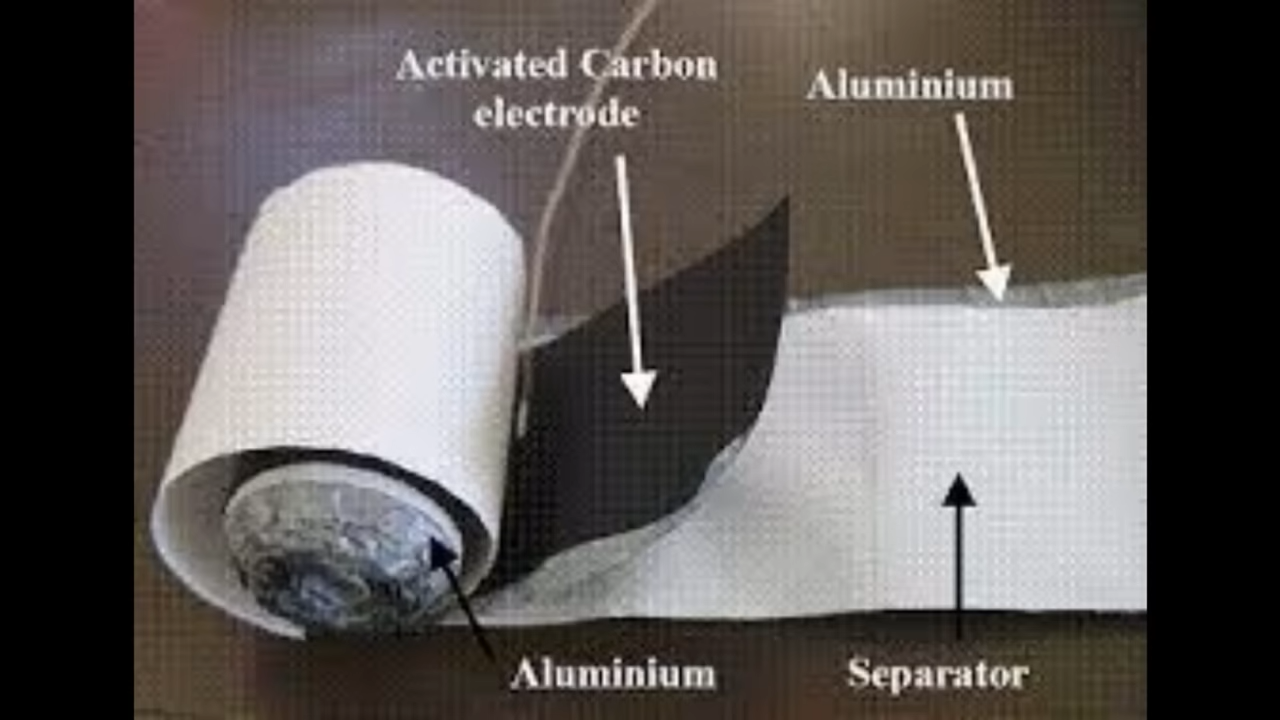 Activated Carbon
electrode
Aluminium
Aluminium
Separator